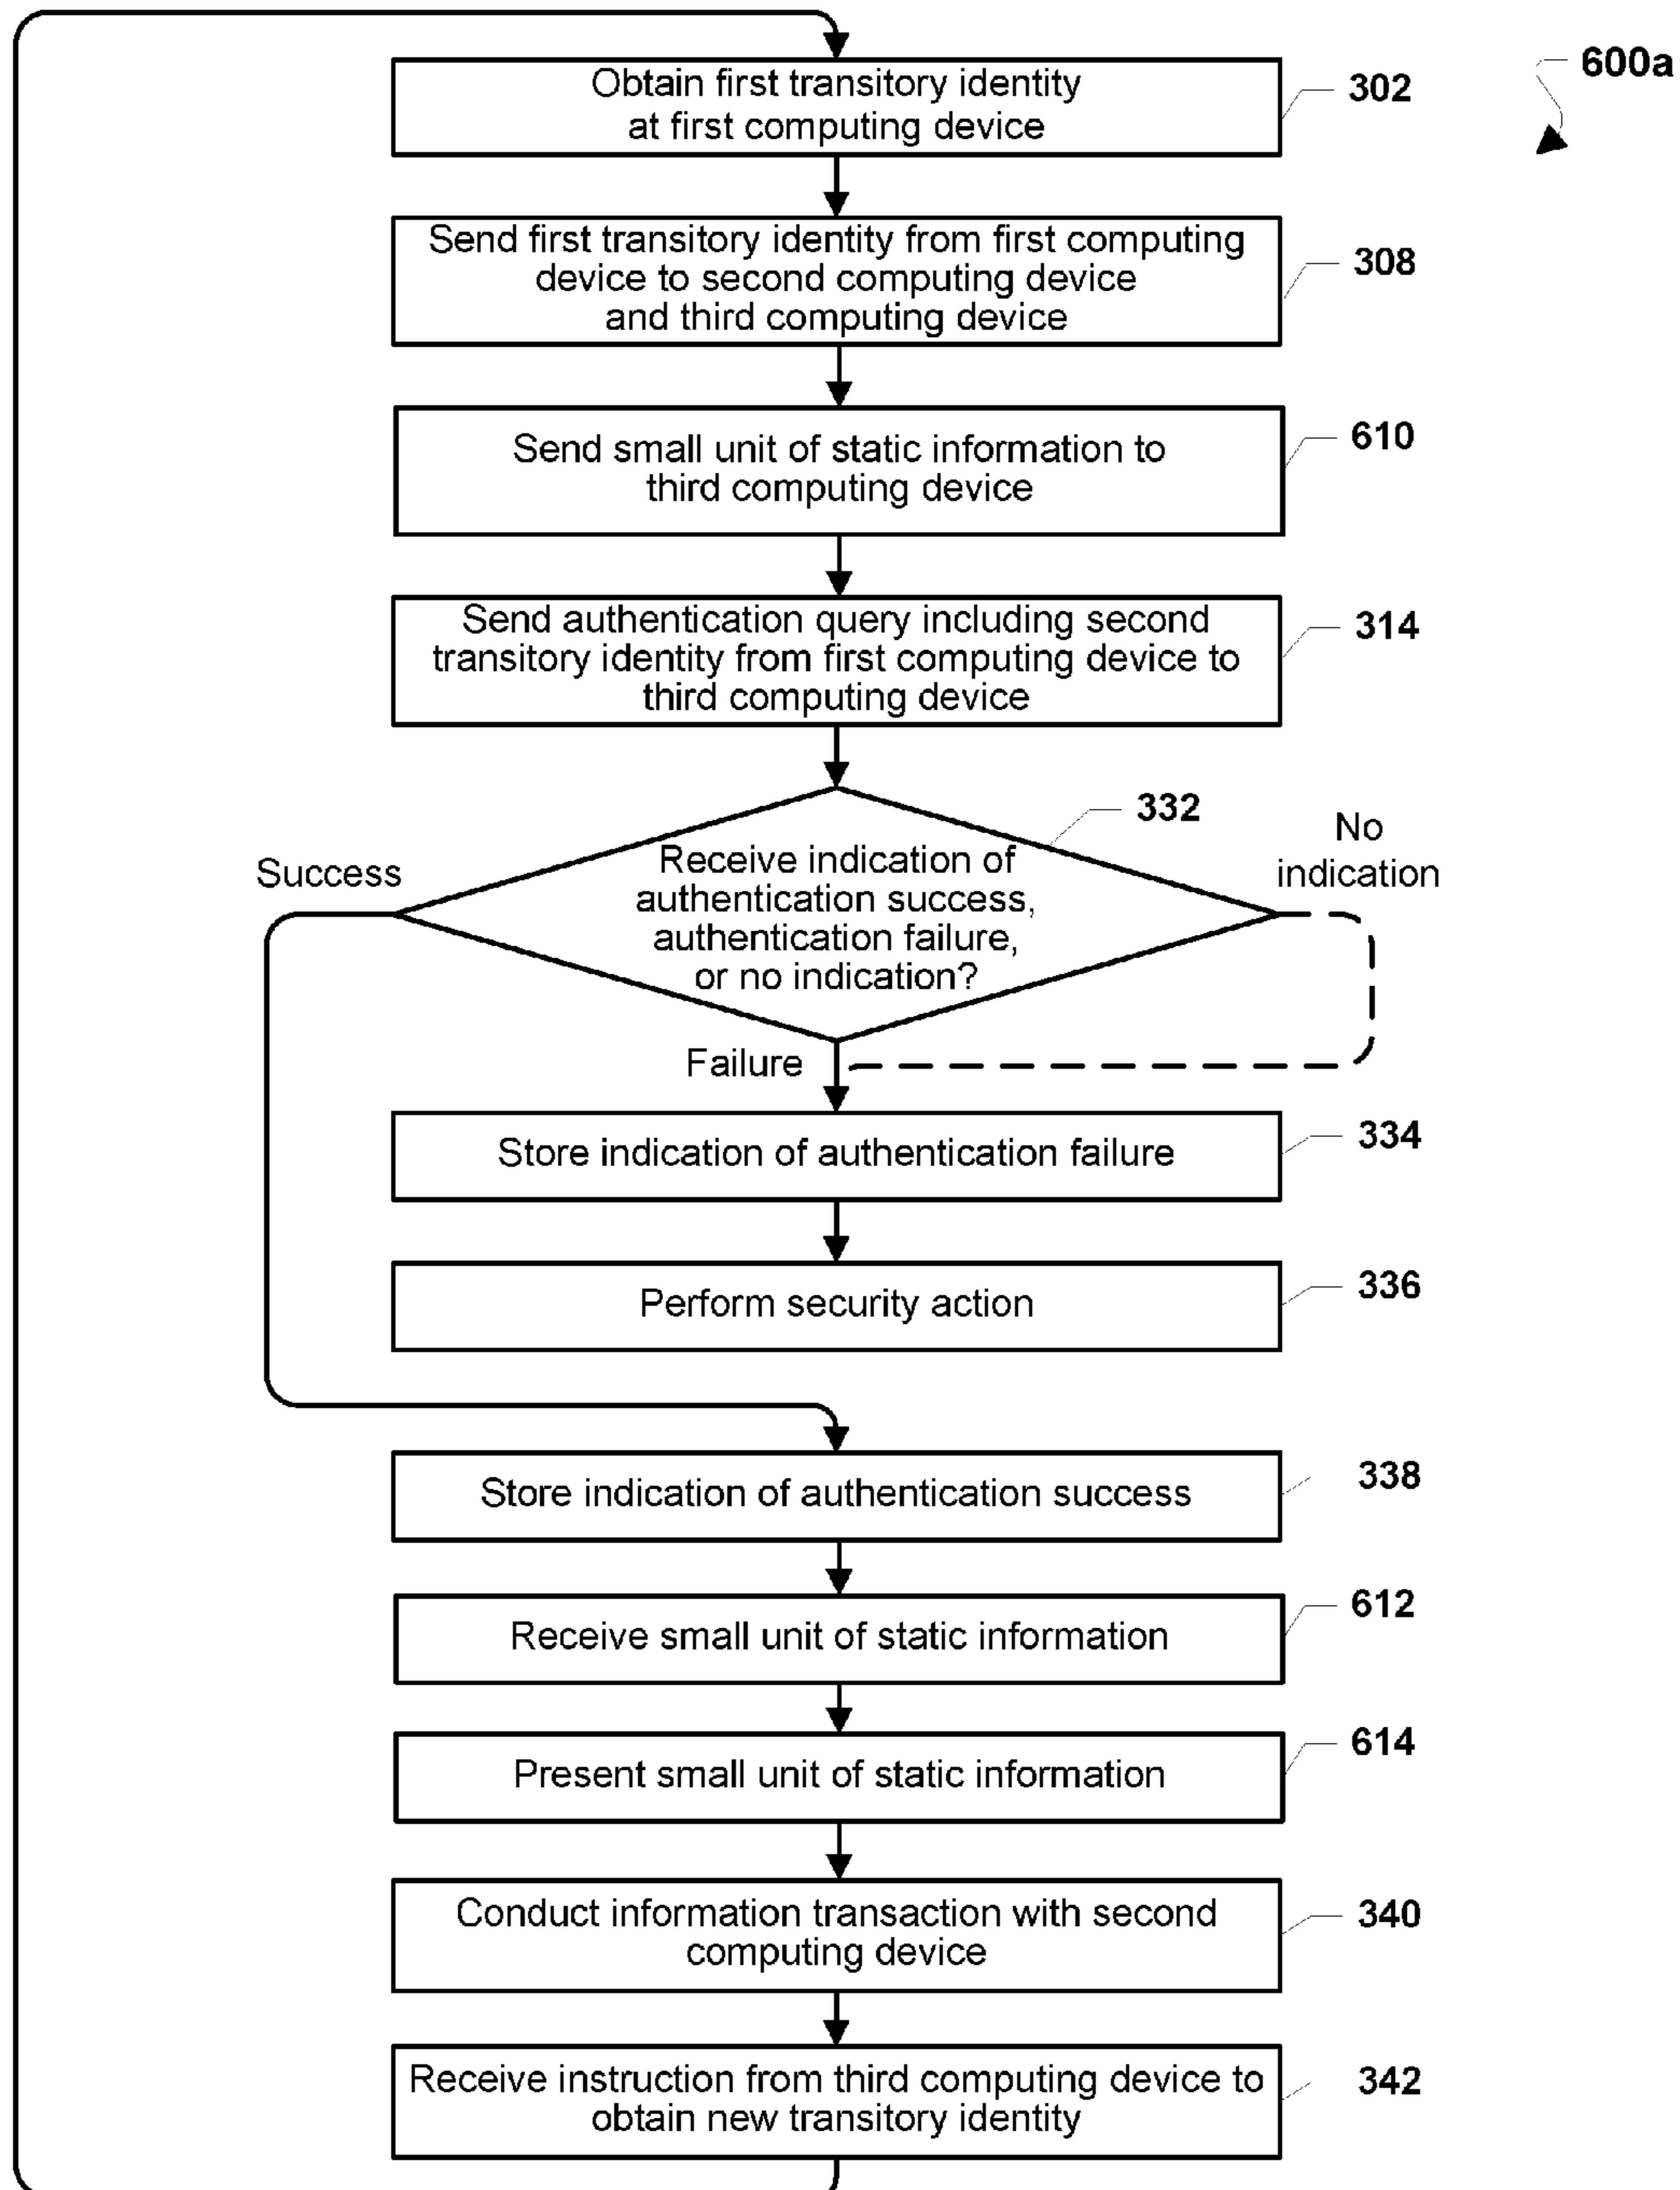 600a
Obtain first transitory identity
at first computing device
302
Send first transitory identity from first computing
device to second computing device
and third computing device
308
Send small unit of static information to
third computing device
610
Send authentication query including second
transitory identity from first computing device to
third computing device
314
332
Receive indication of
authentication success,
authentication failure,
or no indication?
Success
No
indication
Failure
Store indication of authentication failure
334
Perform security action
336
Store indication of authentication success
338
Receive small unit of static information
612
Present small unit of static information
614
Conduct information transaction with second
computing device
340
Receive instruction from third computing device to
obtain new transitory identity
342